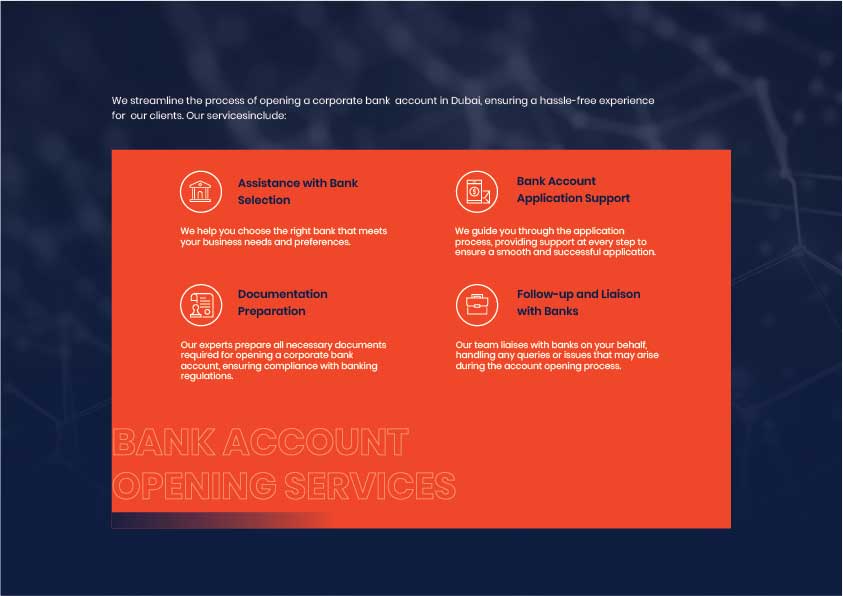 We streamline the process of opening a corporate bank account in Dubai, ensuring a hassle-free experience
for our clients. Our servicesinclude:
Assistance with Bank
Selection
We help you choose the right bank that meets
your business needs and preferences.
Bank Account
Application Support
We guide you through the application
process, providing support at every step to
ensure a smooth and successful application.
Documentation
Preparation
Our experts prepare all necessary documents
required for opening a corporate bank
account, ensuring compliance with banking
regulations.
Follow-up and Liaison
with Banks
Our team liaises with banks on your behalf,
handling any queries or issues that may arise
during the account opening process.
BANK ACCOUNT
OPENING SERVICES